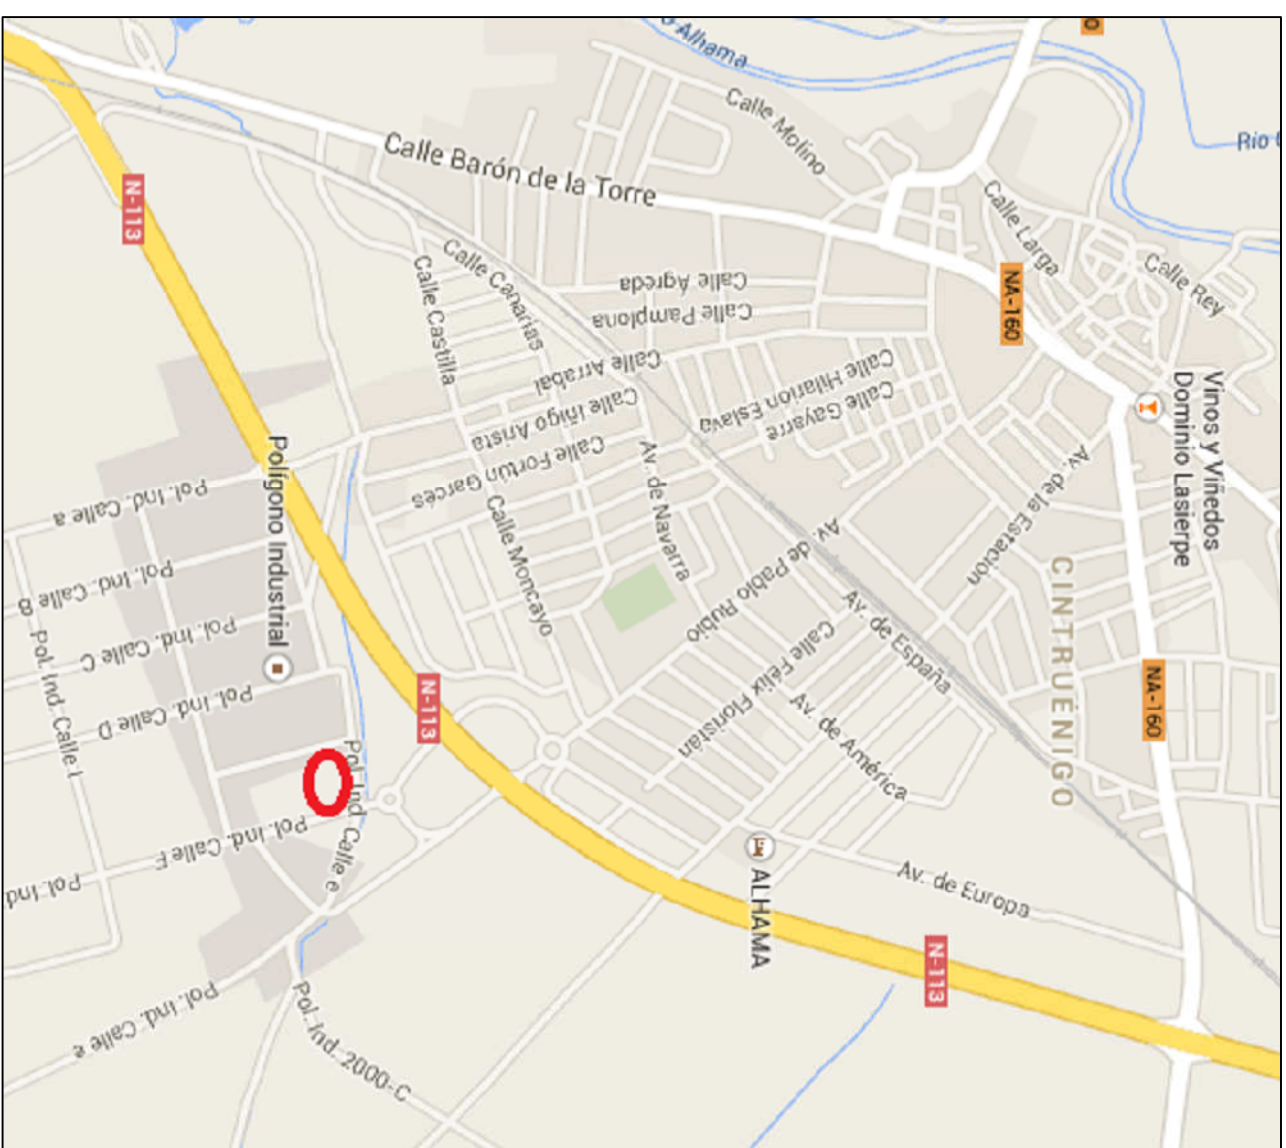 Alhama
Calle Molino
Calle Barón de la Torre
N-113
Calle Larga
Calle Rey
NA-160
Calle Canarias
Calle Castilla
Calle Agreda
Calle Pamplona
Calle Arrabal
Calle Iñigo Arista
Calle Fortún Garcés
Calle Hilarion Eslava
Calle Gayarre
Vinos y Viñedos
Dominio Lasierpe
Av. de la Estación
Av. de Navarra
Calle Moncayo
Av. de Pablo Rubio
Av. de España
Calle Félix Floristán
Av. de América
CINTRUÉNIGO
NA-160
Polígono Industrial
Pol. Ind. Calle a
Pol. Ind. Calle B
Pol. Ind. Calle C
Pol. Ind. Calle D
Pol. Ind. Calle I
N-113
Pol. Ind. Calle e
Pol. Ind. Calle F
Pol. Ind.
ALHAMA
Av. de Europa
N-113
Pol. Ind. Calle e
Pol. Ind. 2000-C